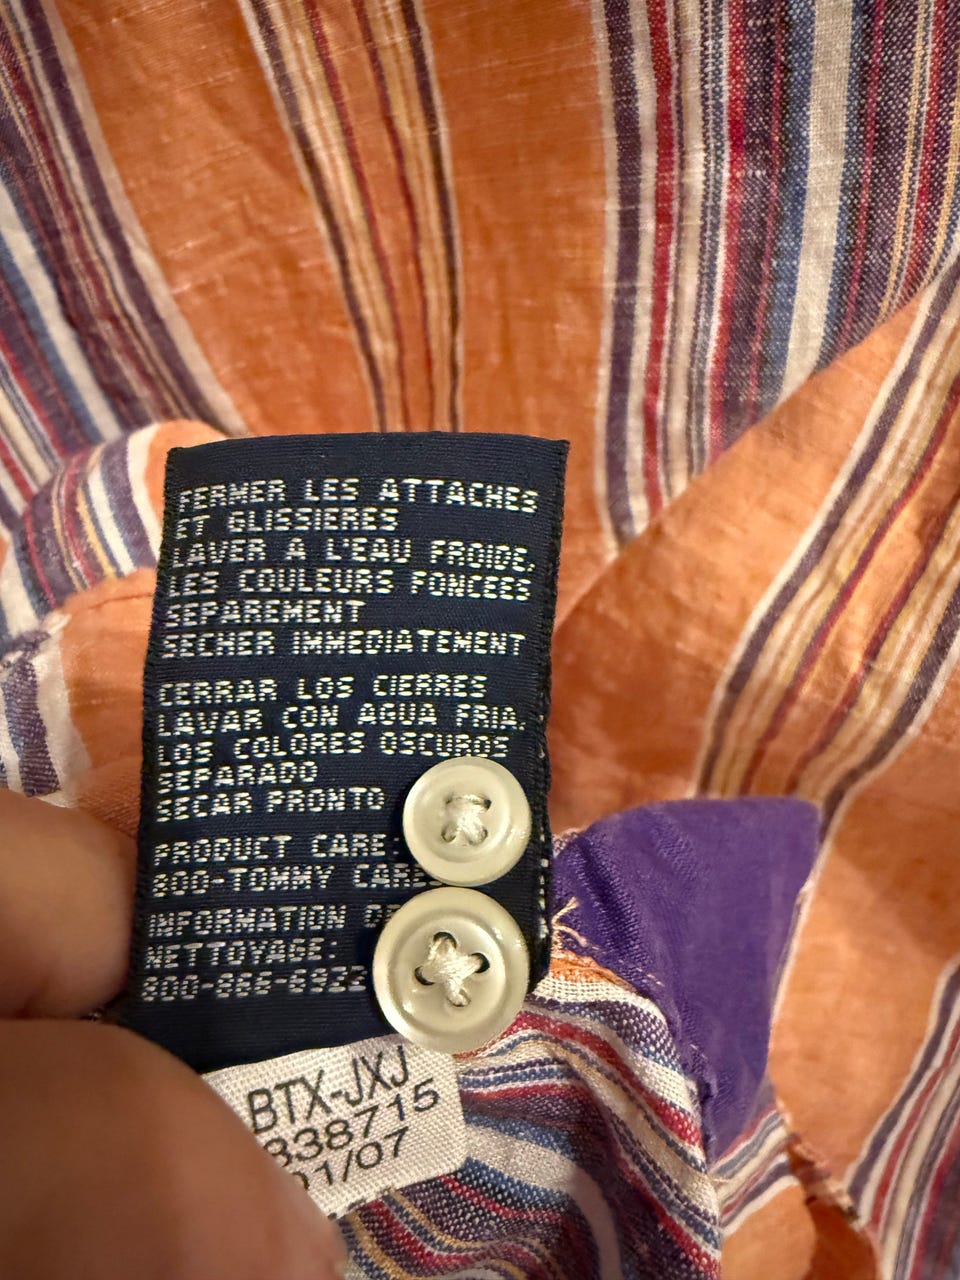 FERMER LES ATTACHES
ET GLISSIERES
LAVER A L'EAU FROIDE.
LES COULEURS FONCEES
SEPAREMENT
SECHER IMMEDIATEMENT
CERRAR LOS CIERRES
LAVAR CON AGUA FRIA.
LOS COLORES OSCUROS
SEPARADO
SECAR PRONTO
PRODUCT CARE
800-TOMMY CARES
INFORMATION
NETTOYAGE:
800-866-6922
BTX-JXJ
338715
01/07